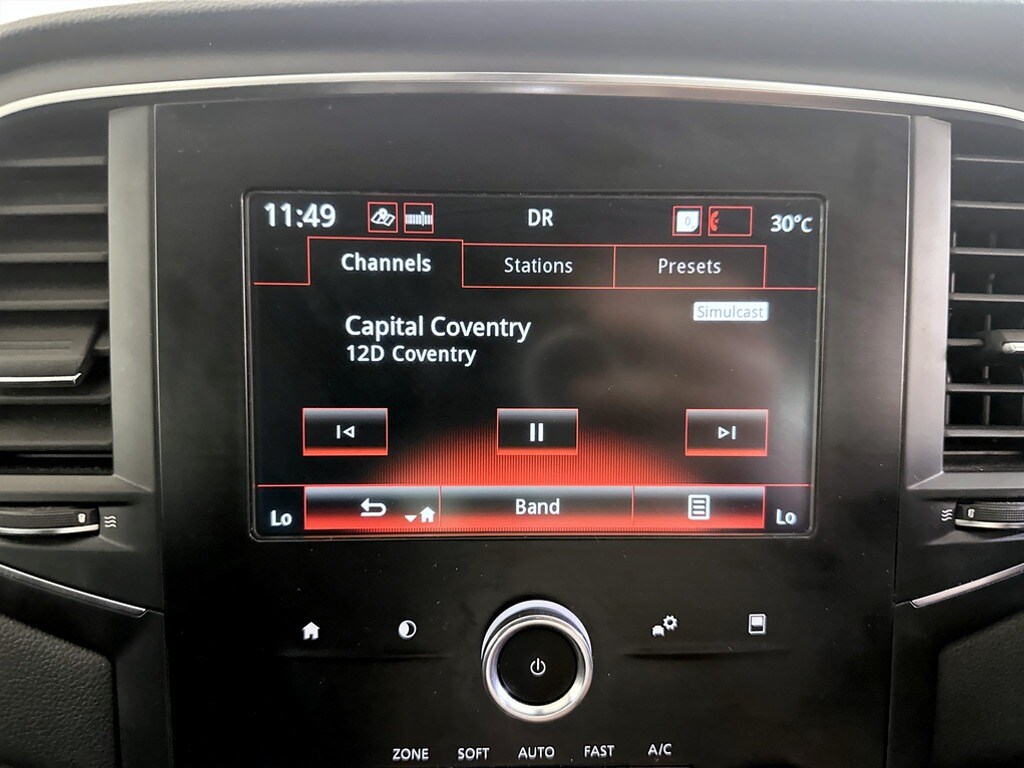 11:49 DR 0 30°C
Channels Stations Presets
Simulcast
Capital Coventry
12D Coventry
Lo Band Lo
ZONE SOFT AUTO FAST A/C